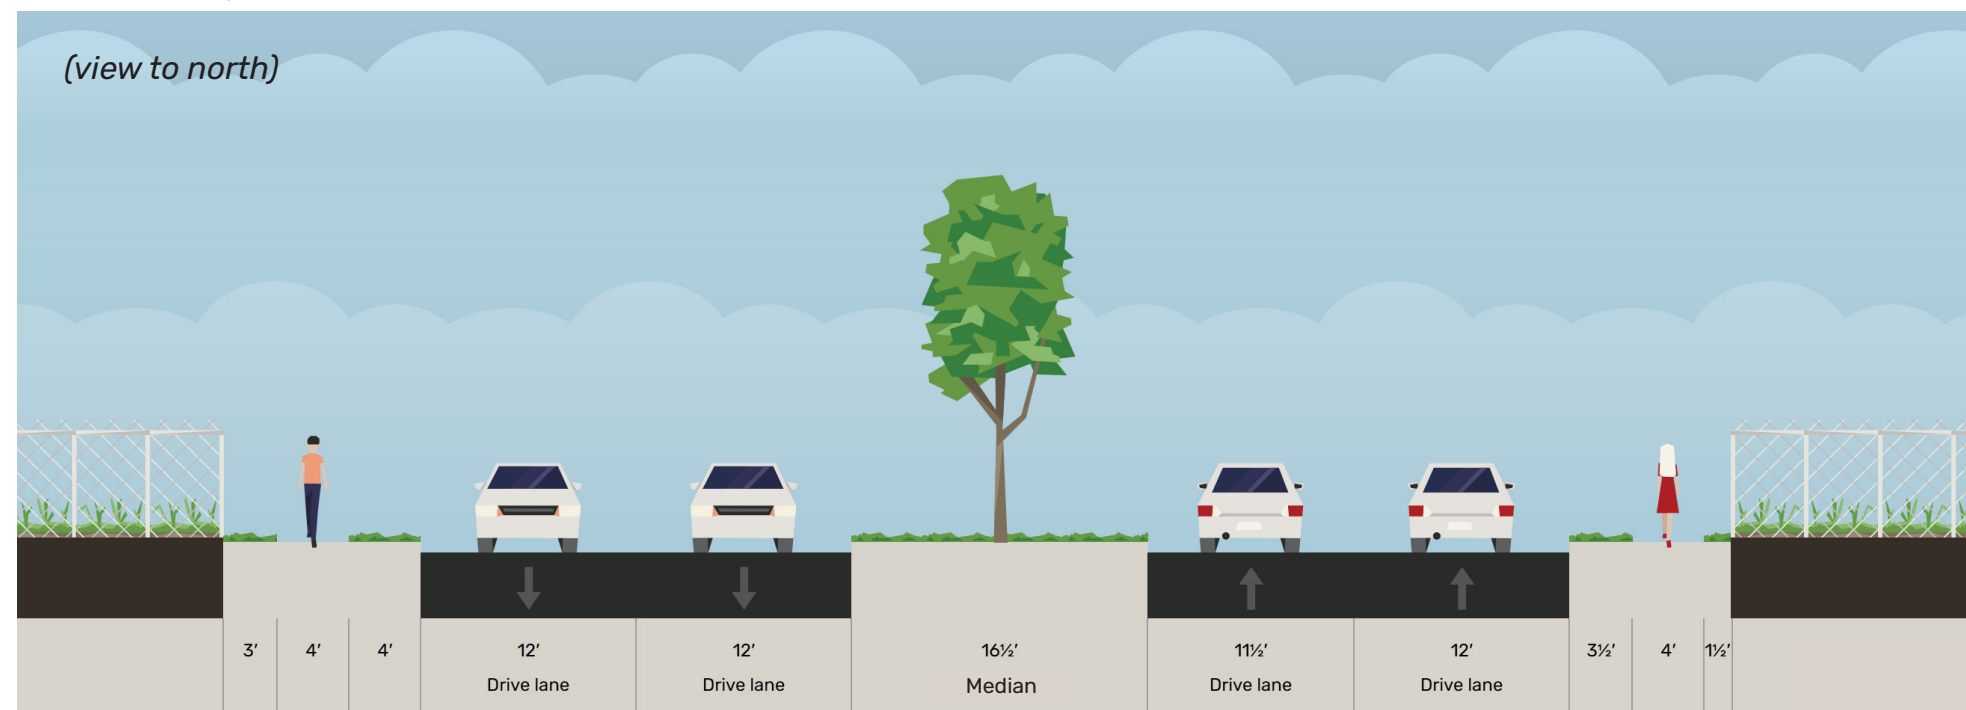 (view to north)
3′ 4′ 4′ 12′ 12′ 16½′ 11½′ 12′ 3½′ 4′ 1½′
Drive lane Drive lane Median Drive lane Drive lane